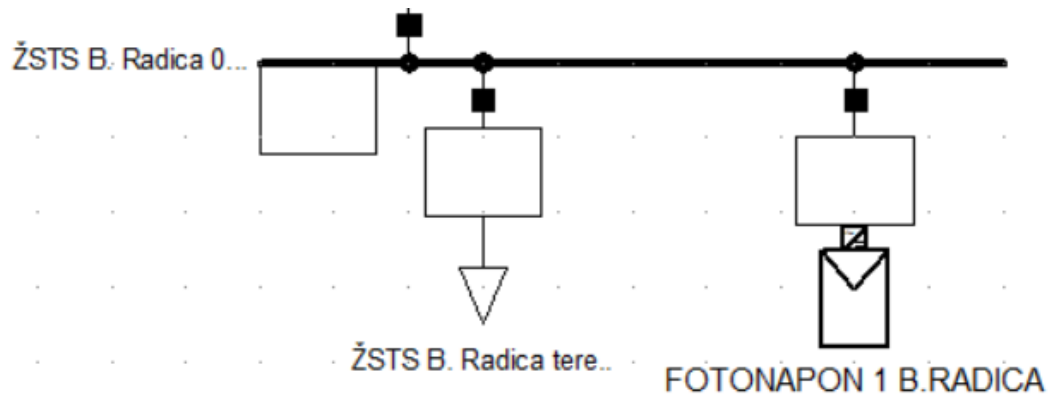 ŽSTS B. Radica 0...
ŽSTS B. Radica tere..
FOTONAPON 1 B.RADICA